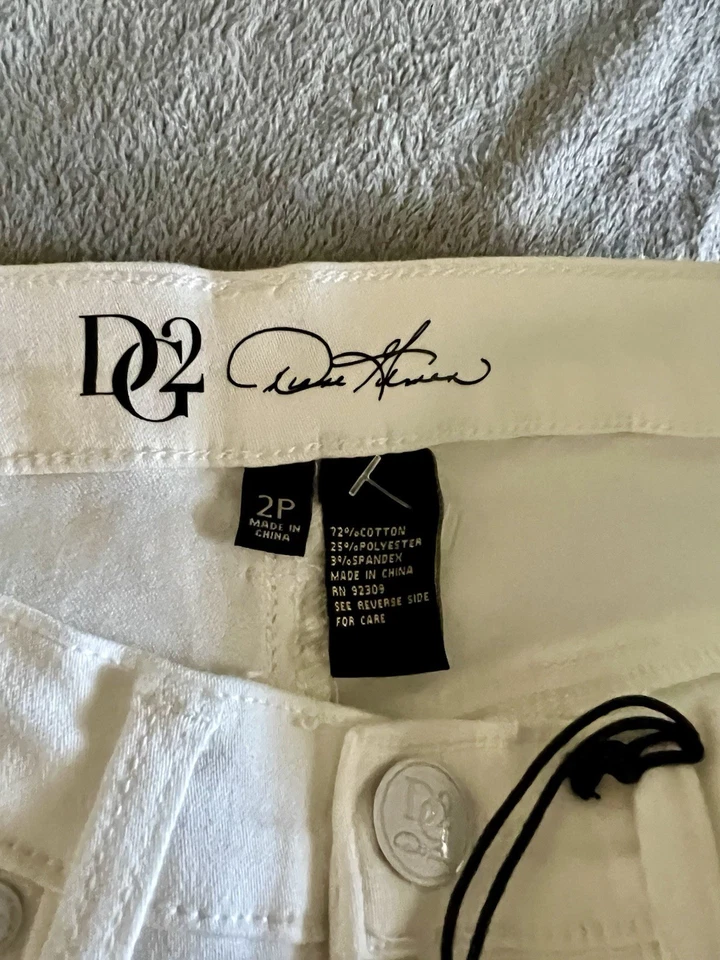 DG2
2P
MADE IN
CHINA
72%COTTON
25%POLYESTER
3%SPANDEX
MADE IN CHINA
RN 92309
SEE REVERSE SIDE
FOR CARE
DG2